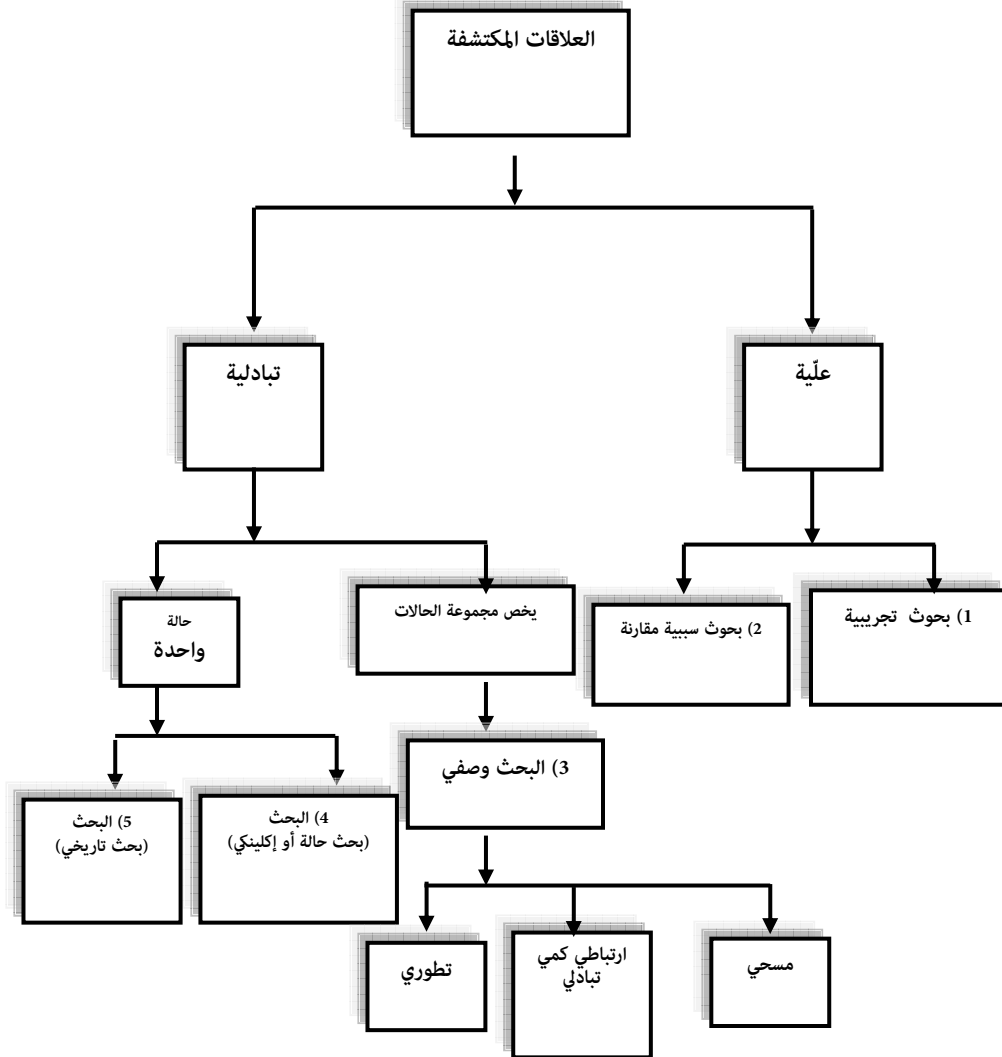 العلاقات المكتشفة
علّية
تبادلية
1) بحوث تجريبية
2) بحوث سببية مقارنة
يخص مجموعة الحالات
حالة
واحدة
3) البحث وصفي
4) البحث
(بحث حالة أو إكلينكي)
5) البحث
(بحث تاريخي)
مسحي
ارتباطي كمي
تبادلي
تطوري